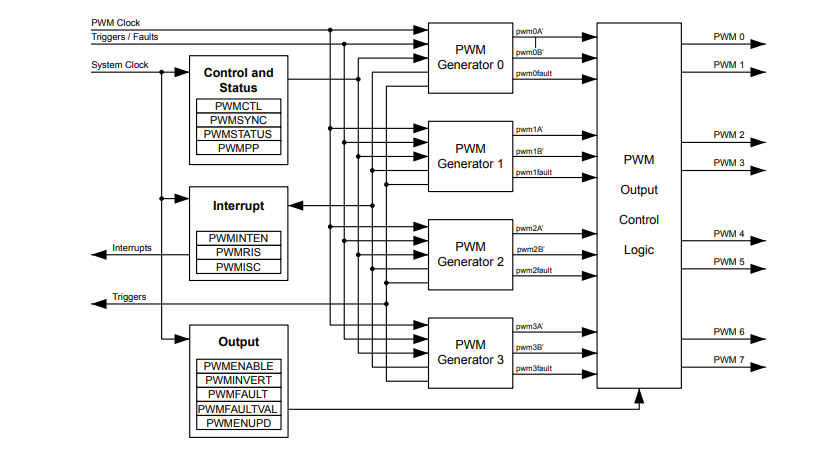 PWM Clock
Triggers / Faults
System Clock
Control and
Status
PWMCTL
PWMSYNC
PWMSTATUS
PWMPP
Interrupt
PWMINTEN
PWMRIS
PWMISC
Interrupts
Triggers
Output
PWMENABLE
PWMINVERT
PWMFAULT
PWMFAULTVAL
PWMENUPD
PWM
Generator 0
pwm0A'
pwm0B'
pwm0fault
PWM
Generator 1
pwm1A'
pwm1B'
pwm1fault
PWM
Generator 2
pwm2A'
pwm2B'
pwm2fault
PWM
Generator 3
pwm3A'
pwm3B'
pwm3fault
PWM
Output
Control
Logic
PWM 0
PWM 1
PWM 2
PWM 3
PWM 4
PWM 5
PWM 6
PWM 7